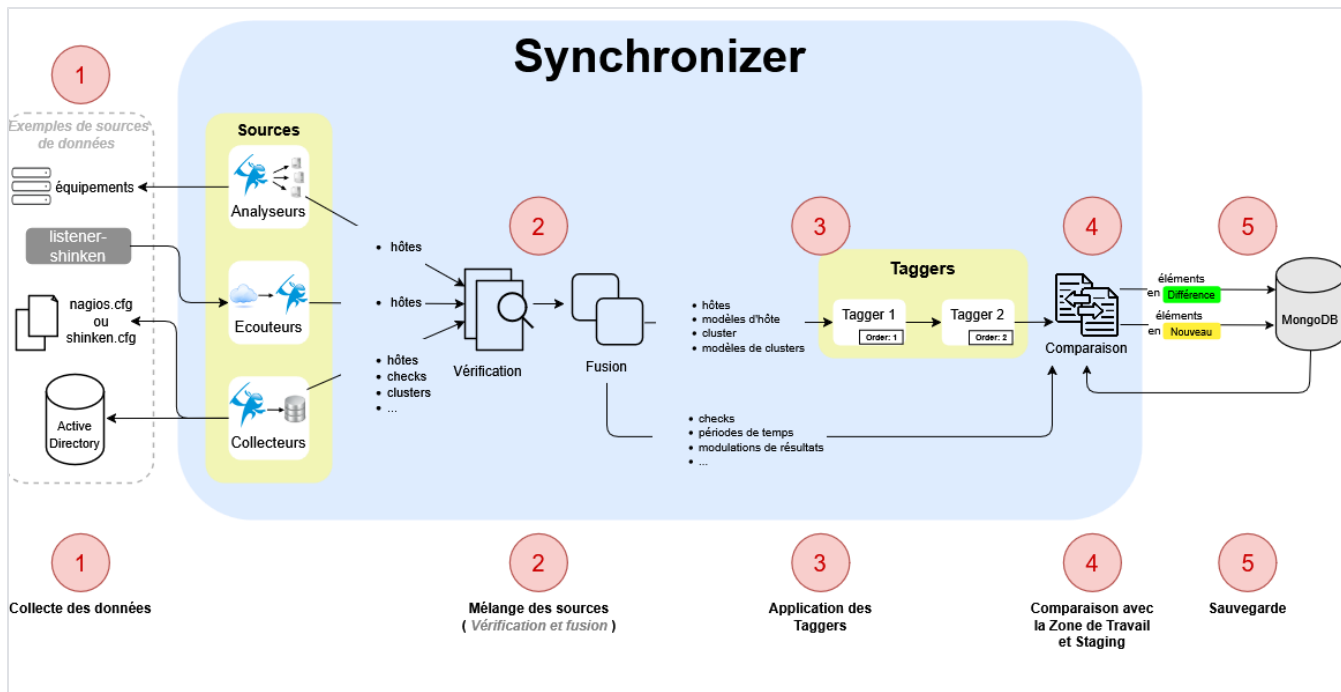 Synchronizer
1
Exemples de sources
de données
équipements
listener-
shinken
nagios.cfg
ou
shinken.cfg
Active
Directory
Sources
Analyseurs
Ecouteurs
Collecteurs
• hôtes
• hôtes
• hôtes
• checks
• clusters
• ...
2
Vérification
Fusion
• hôtes
• modèles d'hôte
• cluster
• modèles de clusters
• checks
• périodes de temps
• modulations de résultats
• ...
3
Taggers
Tagger 1
Order: 1
Tagger 2
Order: 2
4
Comparaison
5
éléments
en Différence
éléments
en Nouveau
MongoDB
1
Collecte des données
2
Mélange des sources
( Vérification et fusion )
3
Application des
Taggers
4
Comparaison avec
la Zone de Travail
et Staging
5
Sauvegarde